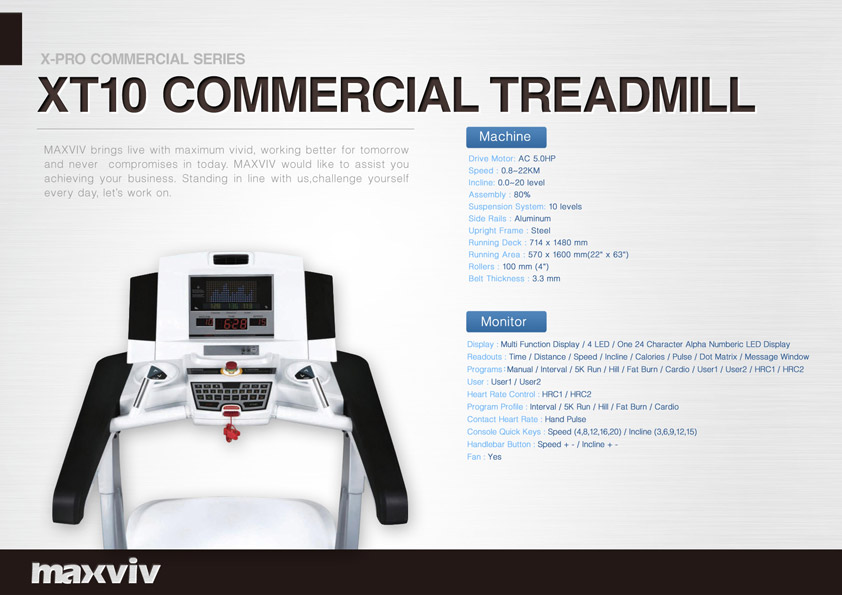 X-PRO COMMERCIAL SERIES
XT10 COMMERCIAL TREADMILL
MAXVIV brings live with maximum vivid, working better for tomorrow
and never compromises in today. MAXVIV would like to assist you
achieving your business. Standing in line with us,challenge yourself
every day, let's work on.
Machine
Drive Motor: AC 5.0HP
Speed : 0.8~22KM
Incline: 0.0~20 level
Assembly : 80%
Suspension System: 10 levels
Side Rails : Aluminum
Upright Frame : Steel
Running Deck : 714 x 1480 mm
Running Area : 570 x 1600 mm(22" x 63")
Rollers : 100 mm (4")
Belt Thickness : 3.3 mm
Monitor
Display : Multi Function Display / 4 LED / One 24 Character Alpha Numberic LED Display
Readouts : Time / Distance / Speed / Incline / Calories / Pulse / Dot Matrix / Message Window
Programs : Manual / Interval / 5K Run / Hill / Fat Burn / Cardio / User1 / User2 / HRC1 / HRC2
User : User1 / User2
Heart Rate Control : HRC1 / HRC2
Program Profile : Interval / 5K Run / Hill / Fat Burn / Cardio
Contact Heart Rate : Hand Pulse
Console Quick Keys : Speed (4,8,12,16,20) / Incline (3,6,9,12,15)
Handlebar Button : Speed + - / Incline + -
Fan : Yes
6:28
maxviv